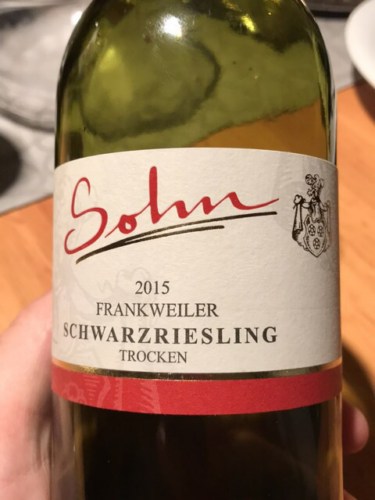 Sohn
2015
FRANKWEILER
SCHWARZRIESLING
TROCKEN